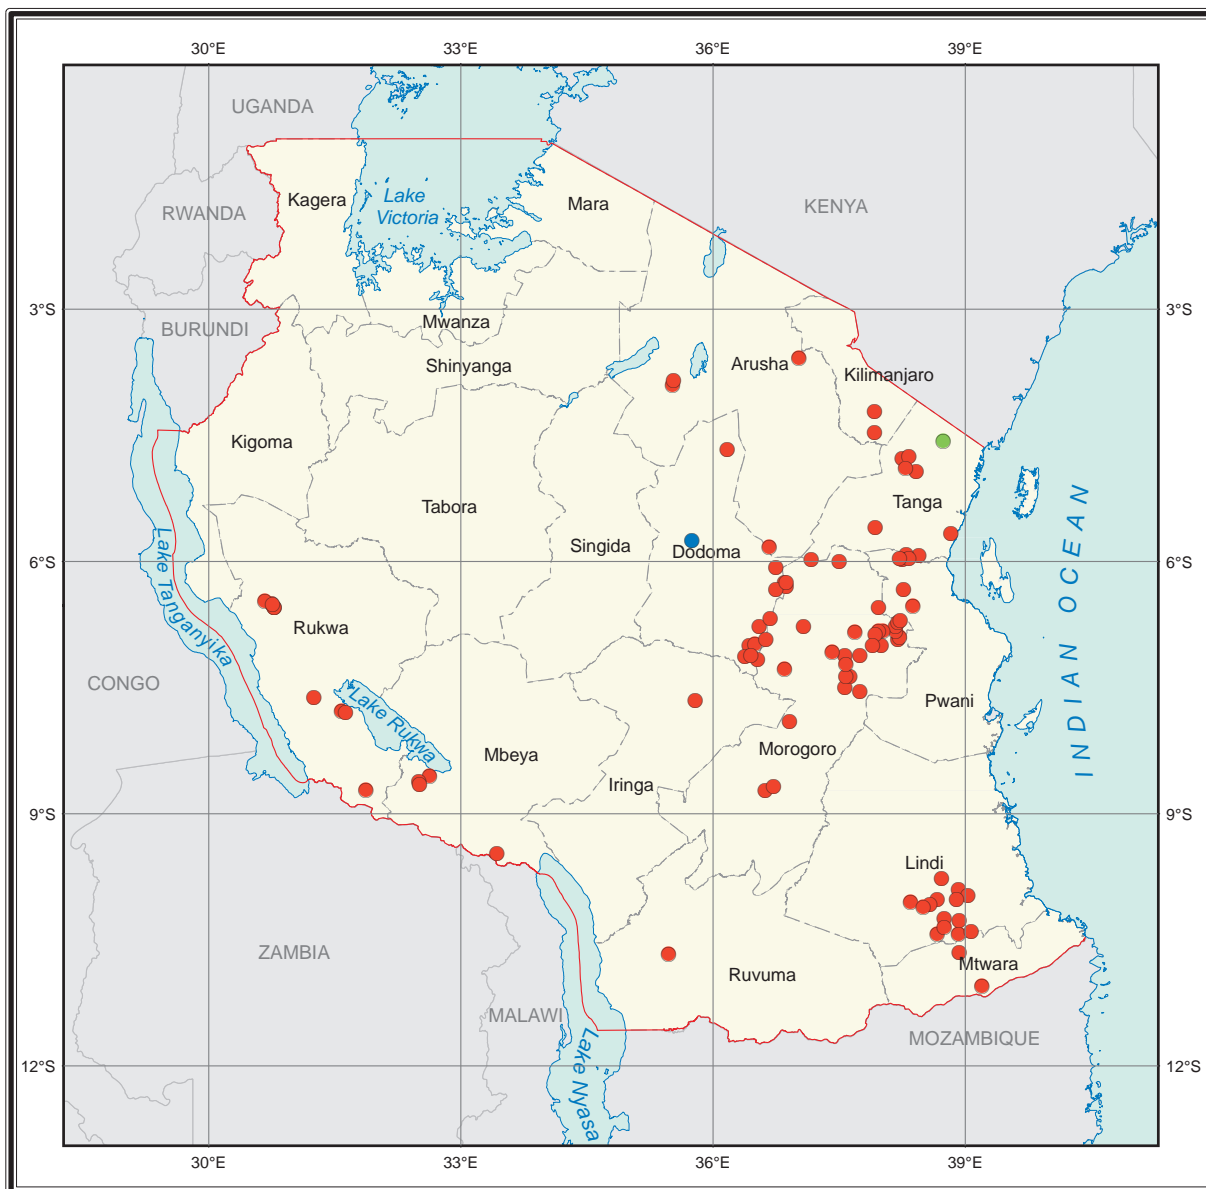 30°E 33°E 36°E 39°E
UGANDA
Kagera
Lake
Victoria
Mara
RWANDA
KENYA
3°S 3°S
BURUNDI
Mwanza
Shinyanga
Arusha
Kilimanjaro
Kigoma
Tabora
Tanga
Singida
Dodoma
6°S 6°S
Lake Tanganyika
Rukwa
INDIAN OCEAN
CONGO
Lake Rukwa
Pwani
Mbeya
Morogoro
Iringa
9°S 9°S
Lindi
ZAMBIA
Ruvuma
Mtwara
MALAWI
Lake Nyasa
MOZAMBIQUE
12°S 12°S
30°E 33°E 36°E 39°E